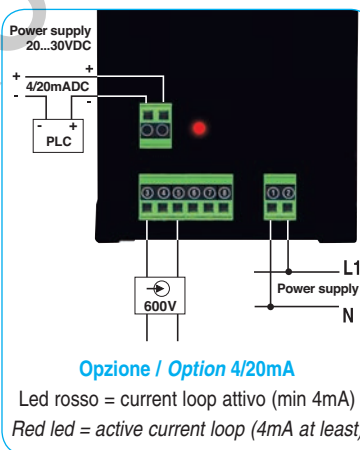 Power supply
20...30VDC
+ +
4/20mADC
- -
- +
PLC
3 4 5 6 7 8
1 2
600V
L1
Power supply
N
Opzione / Option 4/20mA
Led rosso = current loop attivo (min 4mA)
Red led = active current loop (4mA at least)